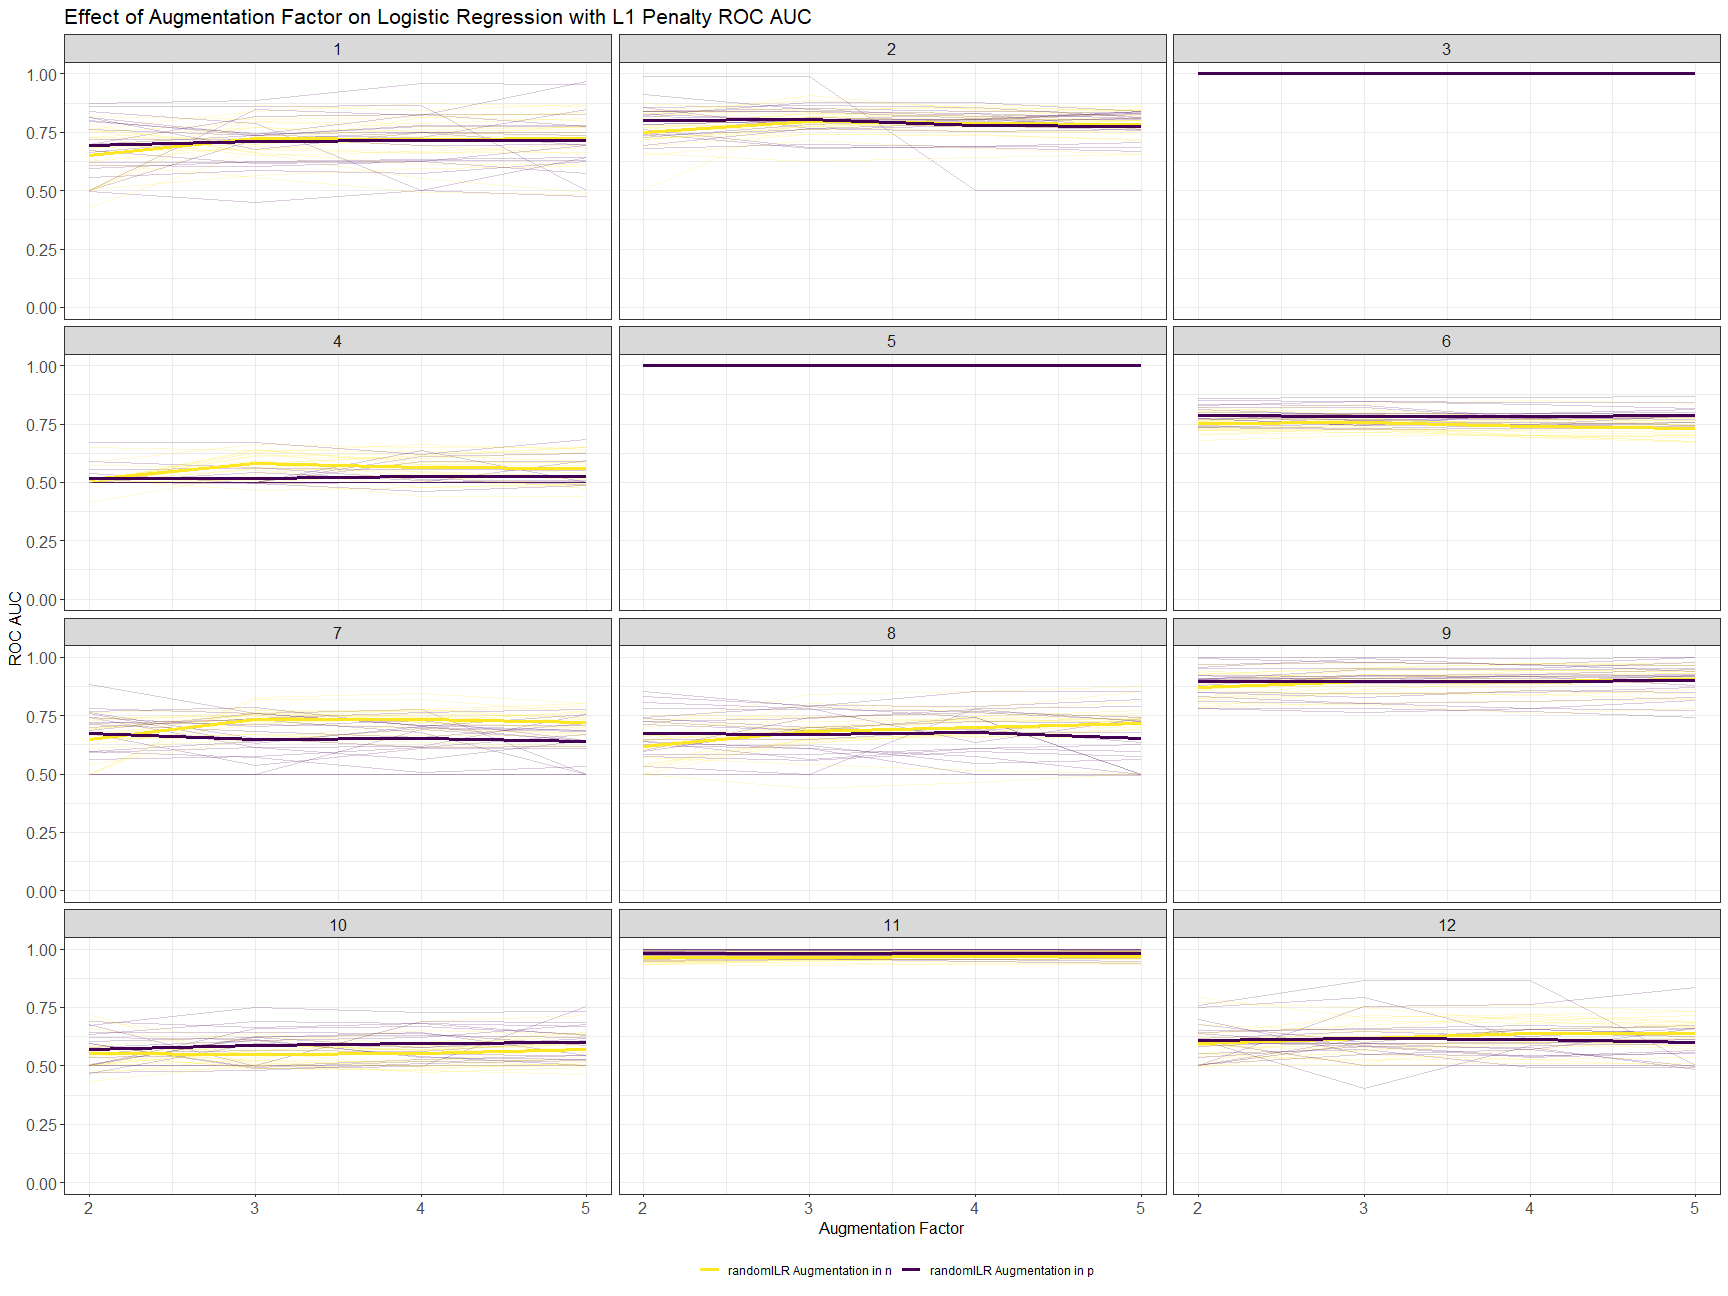 Effect of Augmentation Factor on Logistic Regression with L1 Penalty ROC AUC
1 2 3
1.00
0.75
0.50
0.25
0.00
4 5 6
1.00
0.75
0.50
0.25
0.00
ROC AUC
7 8 9
1.00
0.75
0.50
0.25
0.00
10 11 12
1.00
0.75
0.50
0.25
0.00
2 3 4 5 2 3 4 5 2 3 4 5
Augmentation Factor
randomILR Augmentation in n randomILR Augmentation in p